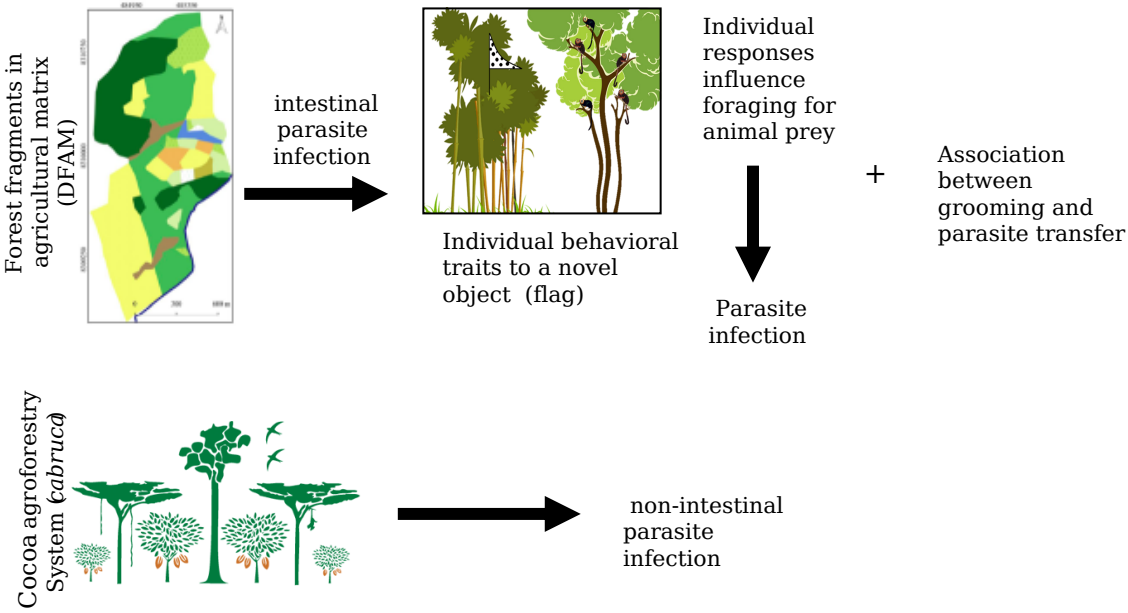 Forest fragments in
agricultural matrix
(DFAM)
intestinal
parasite
infection
Individual behavioral
traits to a novel
object (flag)
Individual
responses
influence
foraging for
animal prey
Parasite
infection
+
Association
between
grooming and
parasite transfer
Cocoa agroforestry
System (cabruca)
non-intestinal
parasite
infection